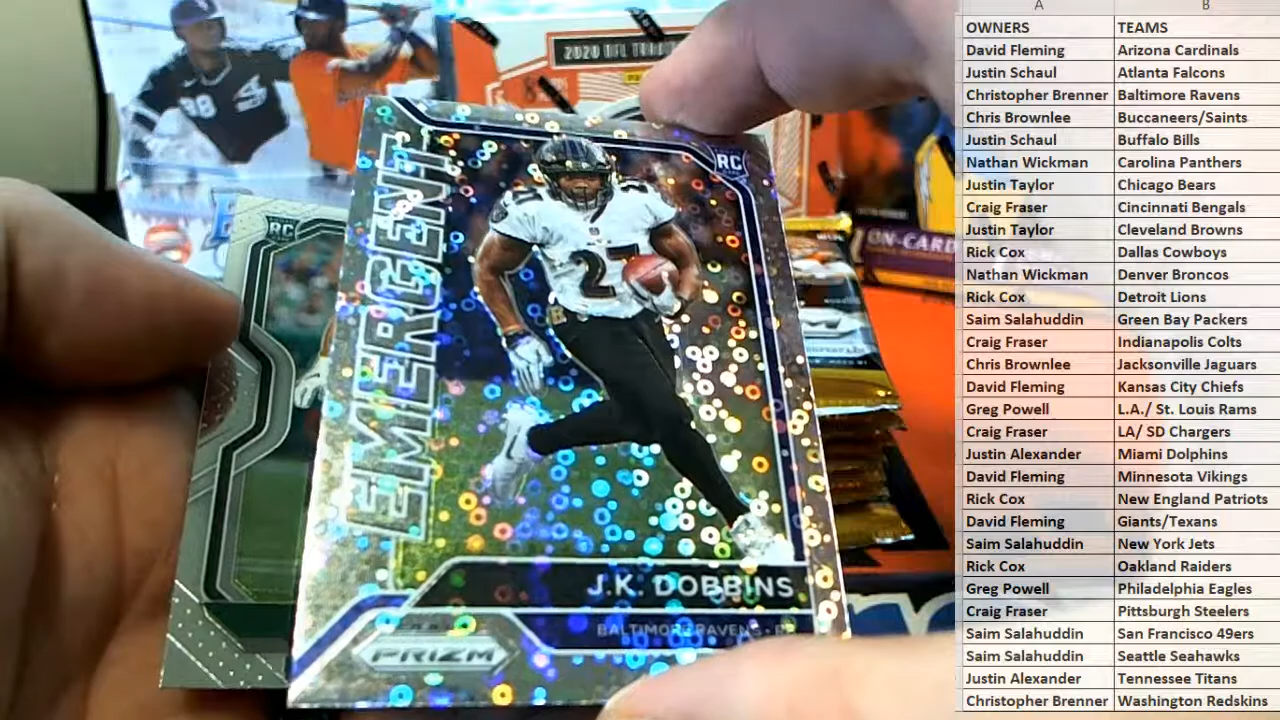 2020 NFL TRA
RC
RC
EMERGENT
27
J.K. DOBBINS
BALTIMORE RAVENS • RB
PRIZM
ON-CARD
A B
OWNERS TEAMS
David Fleming Arizona Cardinals
Justin Schaul Atlanta Falcons
Christopher Brenner Baltimore Ravens
Chris Brownlee Buccaneers/Saints
Justin Schaul Buffalo Bills
Nathan Wickman Carolina Panthers
Justin Taylor Chicago Bears
Craig Fraser Cincinnati Bengals
Justin Taylor Cleveland Browns
Rick Cox Dallas Cowboys
Nathan Wickman Denver Broncos
Rick Cox Detroit Lions
Saim Salahuddin Green Bay Packers
Craig Fraser Indianapolis Colts
Chris Brownlee Jacksonville Jaguars
David Fleming Kansas City Chiefs
Greg Powell L.A./ St. Louis Rams
Craig Fraser LA/ SD Chargers
Justin Alexander Miami Dolphins
David Fleming Minnesota Vikings
Rick Cox New England Patriots
David Fleming Giants/Texans
Saim Salahuddin New York Jets
Rick Cox Oakland Raiders
Greg Powell Philadelphia Eagles
Craig Fraser Pittsburgh Steelers
Saim Salahuddin San Francisco 49ers
Saim Salahuddin Seattle Seahawks
Justin Alexander Tennessee Titans
Christopher Brenner Washington Redskins